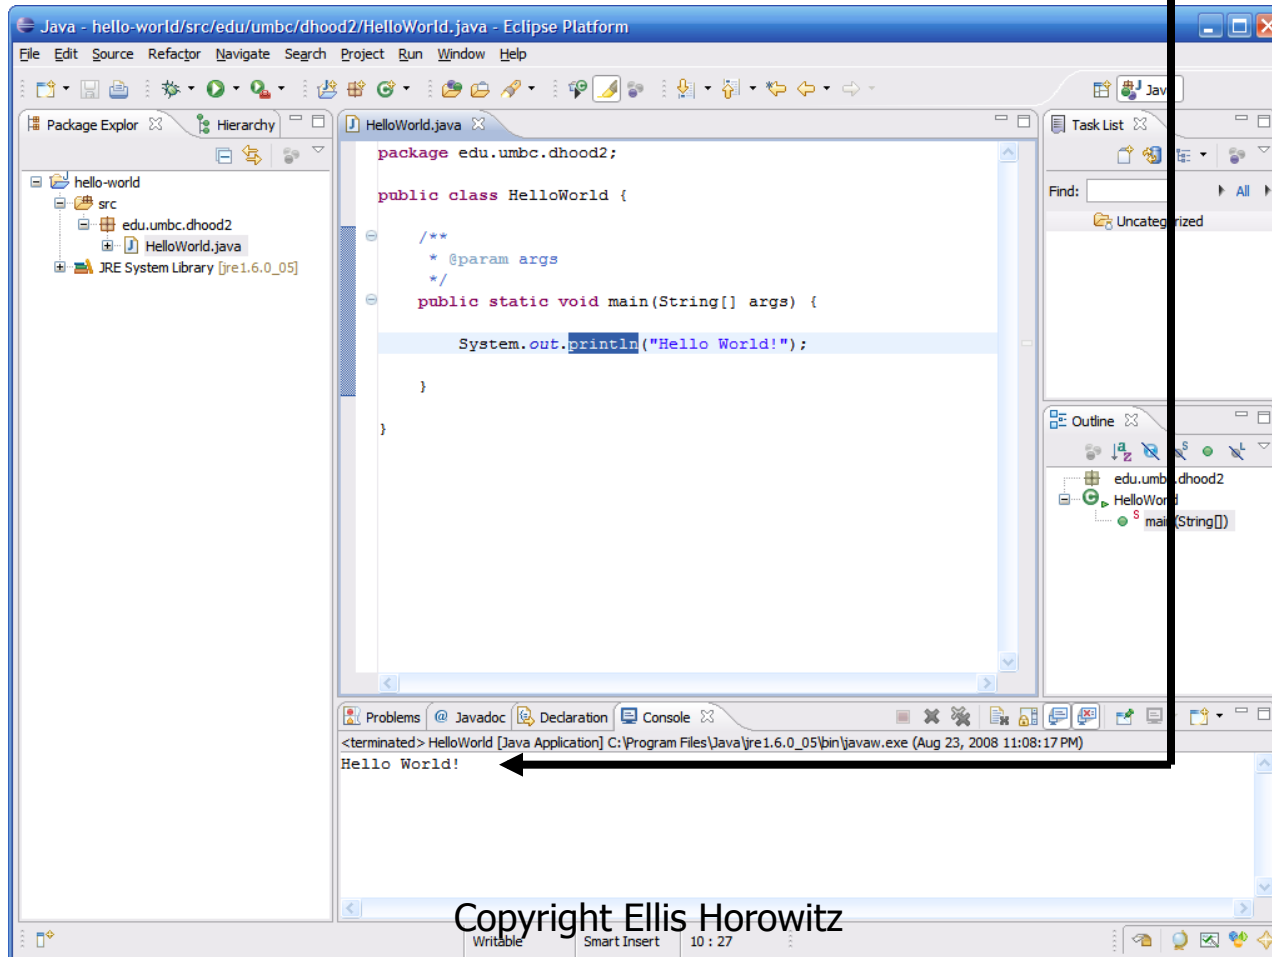 Java - hello-world/src/edu/umbc/dhood2/HelloWorld.java - Eclipse Platform
File Edit Source Refactor Navigate Search Project Run Window Help
Java
Package Explor Hierarchy
hello-world
src
edu.umbc.dhood2
HelloWorld.java
JRE System Library [jre1.6.0_05]
HelloWorld.java
package edu.umbc.dhood2;
public class HelloWorld {
/**
* @param args
*/
public static void main(String[] args) {
System.out.println("Hello World!");
}
}
Task List
Find: All
Uncategorized
Outline
edu.umbc.dhood2
HelloWorld
main(String[])
Problems @ Javadoc Declaration Console
<terminated> HelloWorld [Java Application] C:\Program Files\Java\jre1.6.0_05\bin\javaw.exe (Aug 23, 2008 11:08:17 PM)
Hello World!
Copyright Ellis Horowitz
Writable Smart Insert 10 : 27